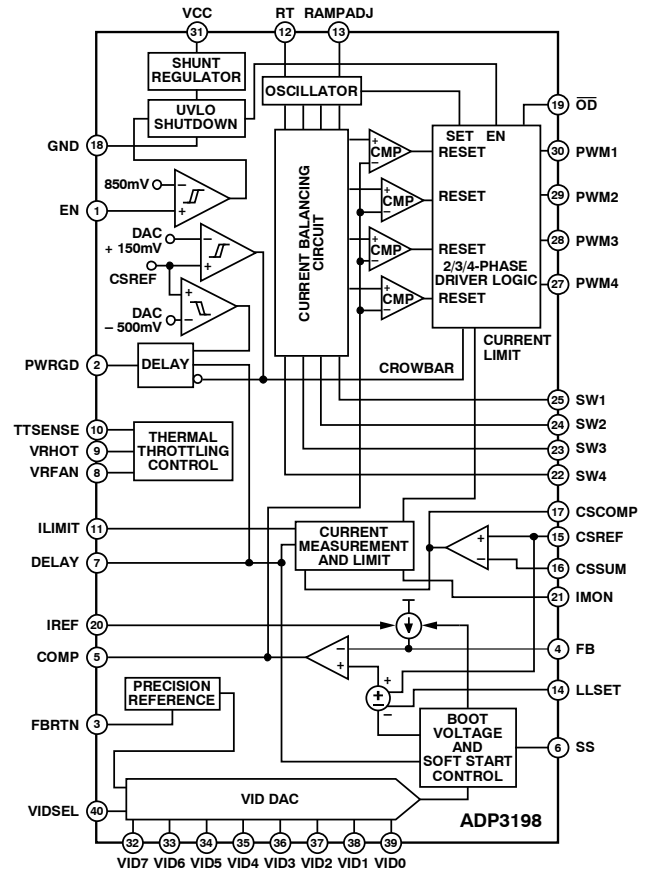 VCC
RT
RAMPADJ
31
12
13
SHUNT
REGULATOR
OSCILLATOR
UVLO
SHUTDOWN
GND
18
19
OD
SET EN
CMP
RESET
30
PWM1
850mV
EN
1
CMP
RESET
29
PWM2
DAC
+ 150mV
CSREF
CURRENT BALANCING
CIRCUIT
CMP
RESET
28
PWM3
2/3/4-PHASE
DRIVER LOGIC
CMP
RESET
27
PWM4
DAC
– 500mV
CURRENT
LIMIT
PWRGD
2
DELAY
CROWBAR
25
SW1
24
SW2
23
SW3
22
SW4
TTSENSE
10
VRHOT
9
VRFAN
8
THERMAL
THROTTLING
CONTROL
17
CSCOMP
ILIMIT
11
CURRENT
MEASUREMENT
AND LIMIT
15
CSREF
DELAY
7
16
CSSUM
21
IMON
IREF
20
COMP
5
4
FB
PRECISION
REFERENCE
14
LLSET
FBRTN
3
BOOT
VOLTAGE
AND
SOFT START
CONTROL
6
SS
VIDSEL
40
VID DAC
ADP3198
32
33
34
35
36
37
38
39
VID7 VID6 VID5 VID4 VID3 VID2 VID1 VID0